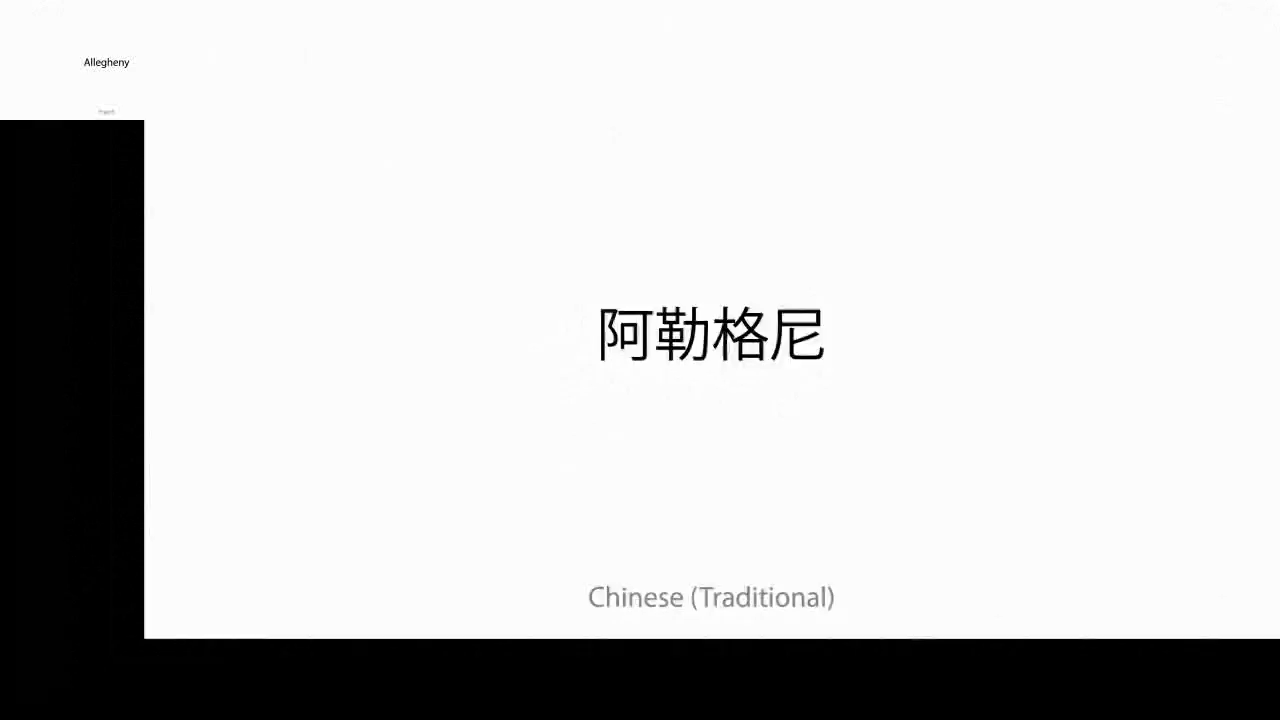 Allegheny
阿勒格尼
Chinese (Traditional)